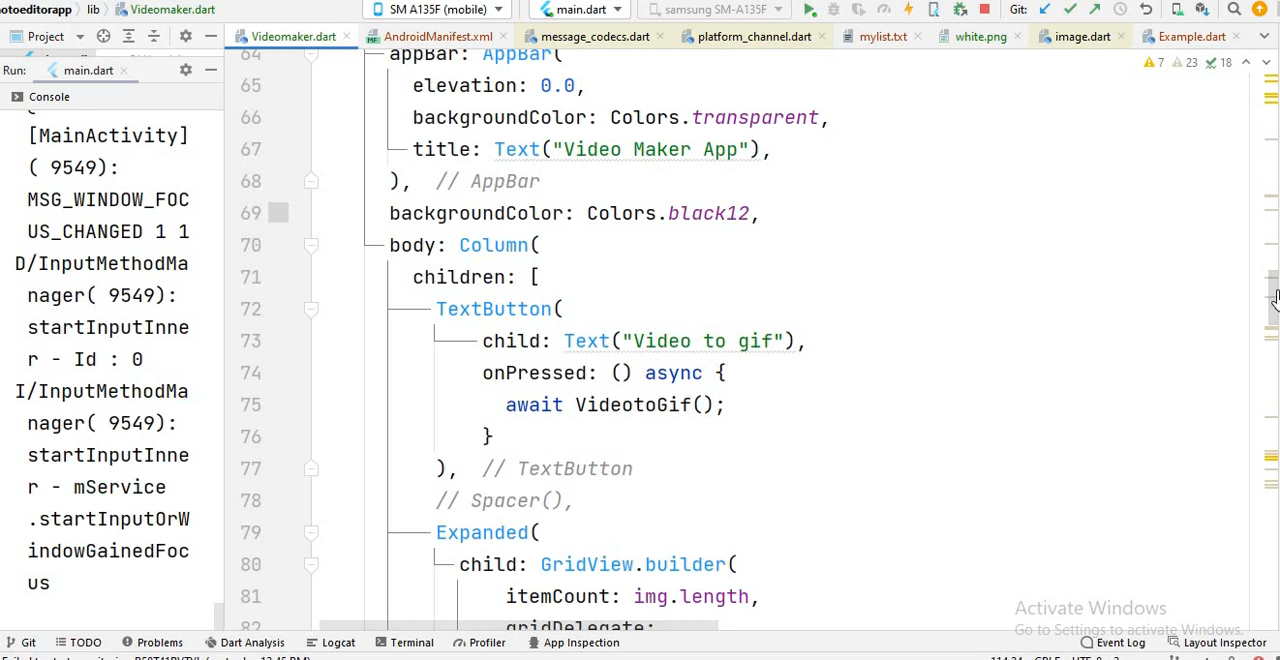 otoeditorapp lib Videomaker.dart SM A135F (mobile) main.dart samsung SM-A135F Git:
Project Videomaker.dart AndroidManifest.xml message_codecs.dart platform_channel.dart mylist.txt white.png image.dart Example.dart
Run: main.dart
Console
[MainActivity]
( 9549):
MSG_WINDOW_FOC
US_CHANGED 1 1
D/InputMethodMa
nager( 9549):
startInputInne
r - Id : 0
I/InputMethodMa
nager( 9549):
startInputInne
r - mService
.startInputOrW
indowGainedFoc
us
7 23 18
64 appBar: AppBar(
65 elevation: 0.0,
66 backgroundColor: Colors.transparent,
67 title: Text("Video Maker App"),
68 ), // AppBar
69 backgroundColor: Colors.black12,
70 body: Column(
71 children: [
72 TextButton(
73 child: Text("Video to gif"),
74 onPressed: () async {
75 await VideotoGif();
76 }
77 ), // TextButton
78 // Spacer(),
79 Expanded(
80 child: GridView.builder(
81 itemCount: img.length,
82 gridDelegate:
Activate Windows
Go to Settings to activate Windows.
Git TODO Problems Dart Analysis Logcat Terminal Profiler App Inspection Event Log Layout Inspector